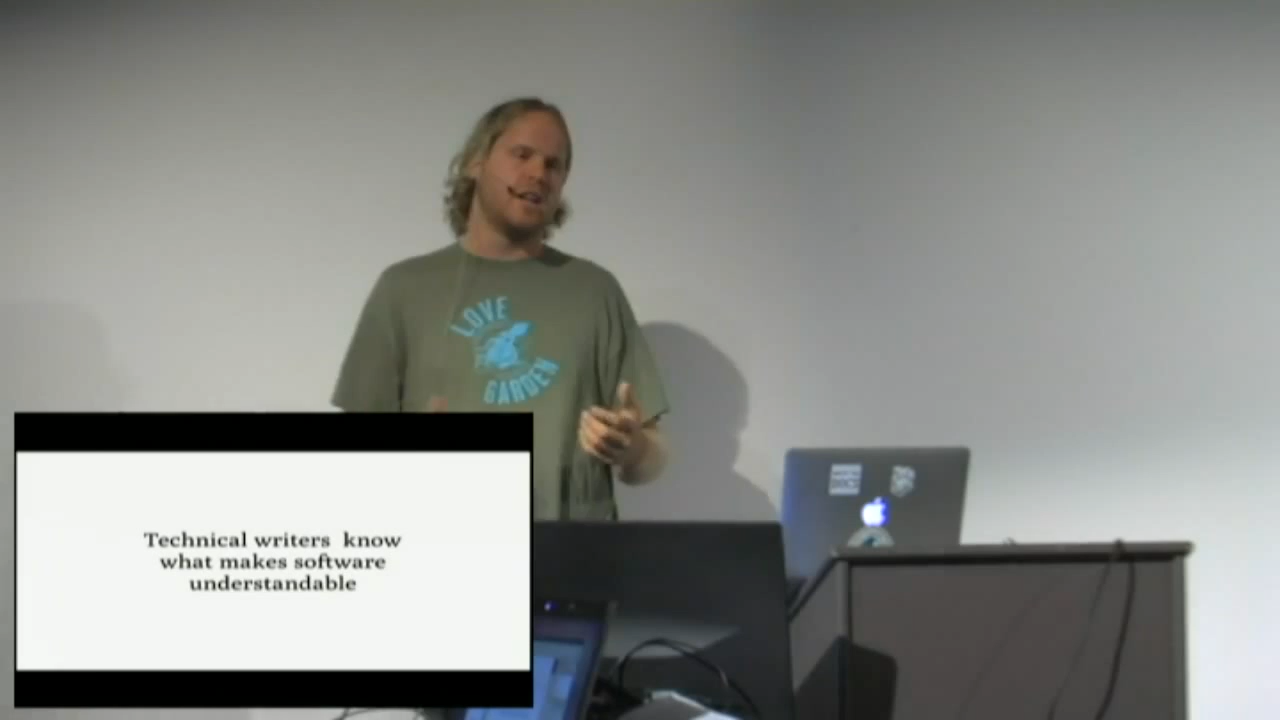 LOVE
GARDEN
Technical writers know
what makes software
understandable